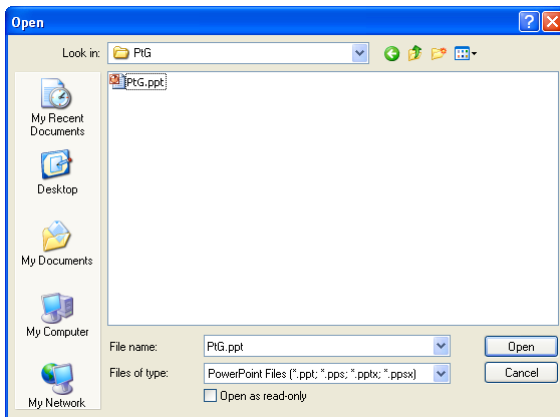 Open
Look in:
PtG
PtG.ppt
My Recent
Documents
Desktop
My Documents
My Computer
My Network
File name:
PtG.ppt
Open
Files of type:
PowerPoint Files (*.ppt; *.pps; *.pptx; *.ppsx)
Cancel
Open as read-only